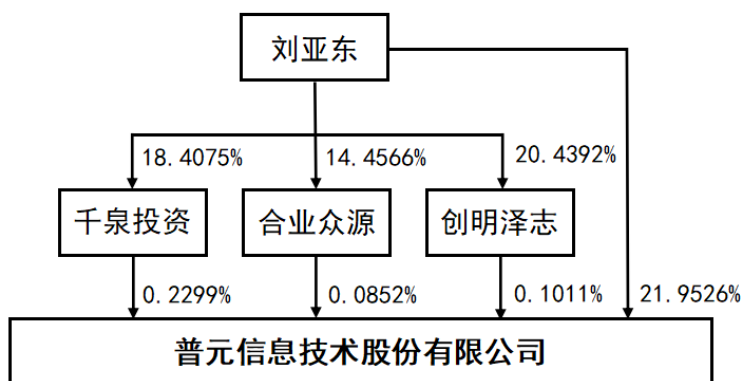 刘亚东
18.4075%
14.4566%
20.4392%
千泉投资
合业众源
创明泽志
0.2299%
0.0852%
0.1011%
21.9526%
普元信息技术股份有限公司